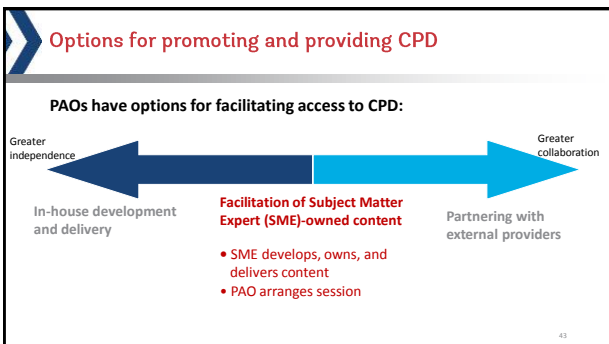 Options for promoting and providing CPD
PAOs have options for facilitating access to CPD:
Greater
independence
Greater
collaboration
In-house development
and delivery
Facilitation of Subject Matter
Expert (SME)-owned content
• SME develops, owns, and
delivers content
• PAO arranges session
Partnering with
external providers
43